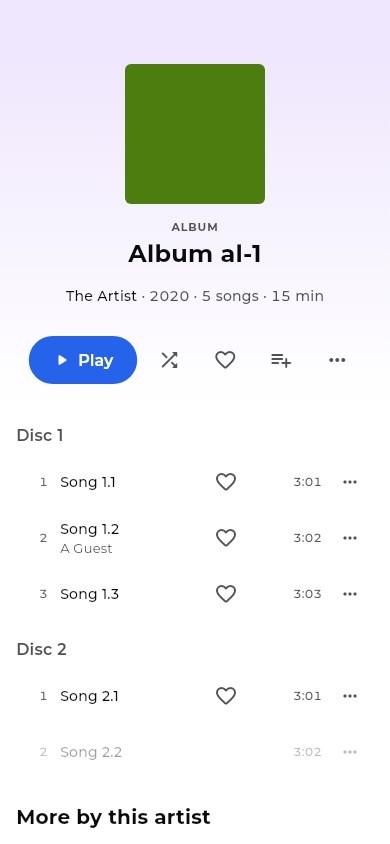 ALBUM
Album al-1
The Artist · 2020 · 5 songs · 15 min
Play
Disc 1
1 Song 1.1 3:01
2 Song 1.2 3:02
A Guest
3 Song 1.3 3:03
Disc 2
1 Song 2.1 3:01
2 Song 2.2 3:02
More by this artist